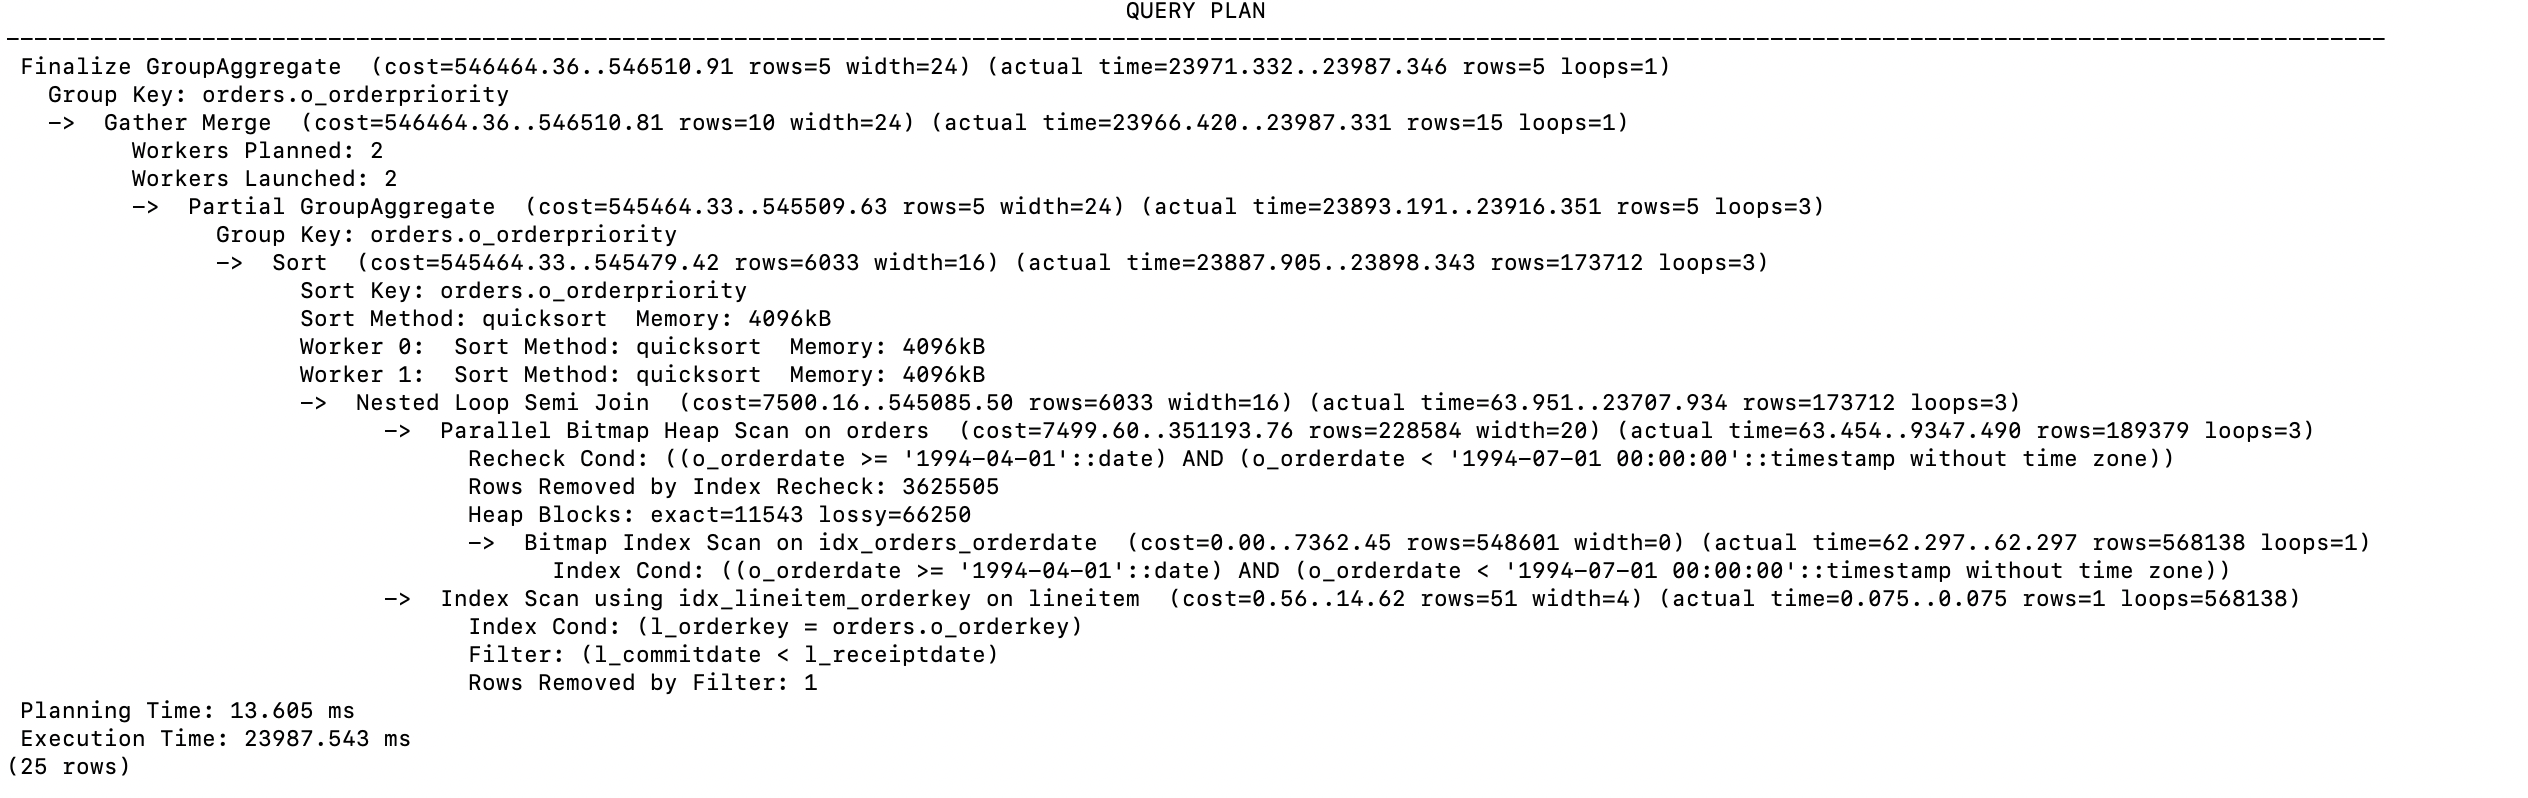 QUERY PLAN
--------------------------------------------------------------------------------------------------------------------------------------------------------------------------
Finalize GroupAggregate  (cost=546464.36..546510.91 rows=5 width=24) (actual time=23971.332..23987.346 rows=5 loops=1)
Group Key: orders.o_orderpriority
->  Gather Merge  (cost=546464.36..546510.81 rows=10 width=24) (actual time=23966.420..23987.331 rows=15 loops=1)
Workers Planned: 2
Workers Launched: 2
->  Partial GroupAggregate  (cost=545464.33..545509.63 rows=5 width=24) (actual time=23893.191..23916.351 rows=5 loops=3)
Group Key: orders.o_orderpriority
->  Sort  (cost=545464.33..545479.42 rows=6033 width=16) (actual time=23887.905..23898.343 rows=173712 loops=3)
Sort Key: orders.o_orderpriority
Sort Method: quicksort  Memory: 4096kB
Worker 0:  Sort Method: quicksort  Memory: 4096kB
Worker 1:  Sort Method: quicksort  Memory: 4096kB
->  Nested Loop Semi Join  (cost=7500.16..545085.50 rows=6033 width=16) (actual time=63.951..23707.934 rows=173712 loops=3)
->  Parallel Bitmap Heap Scan on orders  (cost=7499.60..351193.76 rows=228584 width=20) (actual time=63.454..9347.490 rows=189379 loops=3)
Recheck Cond: ((o_orderdate >= '1994-04-01'::date) AND (o_orderdate < '1994-07-01 00:00:00'::timestamp without time zone))
Rows Removed by Index Recheck: 3625505
Heap Blocks: exact=11543 lossy=66250
->  Bitmap Index Scan on idx_orders_orderdate  (cost=0.00..7362.45 rows=548601 width=0) (actual time=62.297..62.297 rows=568138 loops=1)
Index Cond: ((o_orderdate >= '1994-04-01'::date) AND (o_orderdate < '1994-07-01 00:00:00'::timestamp without time zone))
->  Index Scan using idx_lineitem_orderkey on lineitem  (cost=0.56..14.62 rows=51 width=4) (actual time=0.075..0.075 rows=1 loops=568138)
Index Cond: (l_orderkey = orders.o_orderkey)
Filter: (l_commitdate < l_receiptdate)
Rows Removed by Filter: 1
Planning Time: 13.605 ms
Execution Time: 23987.543 ms
(25 rows)